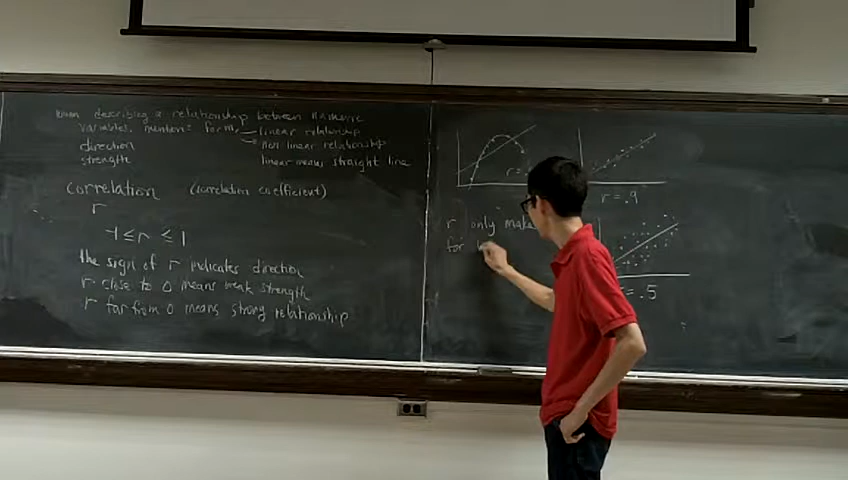 When describing a relationship between numeric
variables, mention: form, linear relationship
non linear relationship
direction
strength
linear means straight line
correlation (correlation coefficient)
r
-1 ≤ r ≤ 1
the sign of r indicates direction
r close to 0 means weak strength
r far from 0 means strong relationship
r =
r = .9
r only make
for
= .5